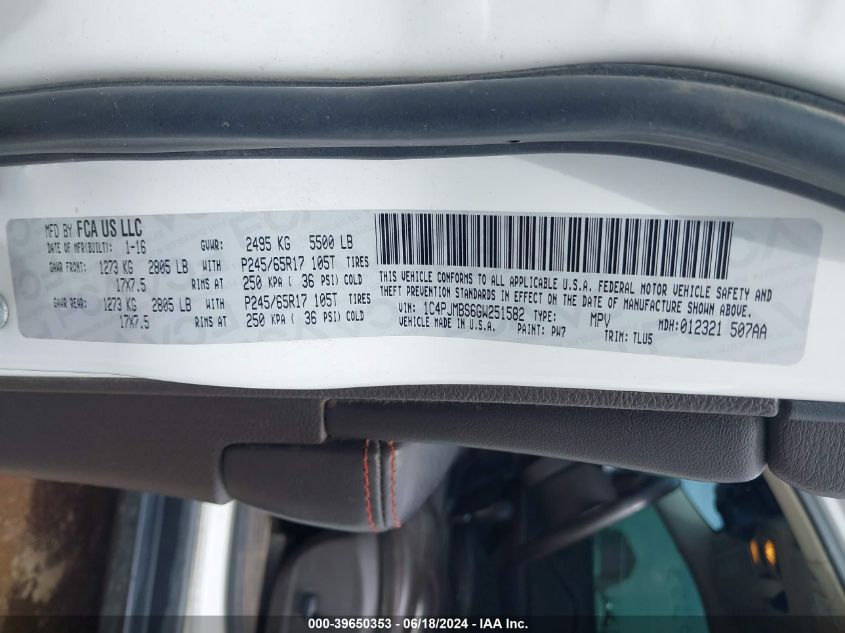 MFD BY FCA US LLC
DATE OF MFR(BUILT): 1-16 GVWR: 2495 KG 5500 LB
GAWR FRONT: 1273 KG 2805 LB WITH P245/65R17 105T TIRES
17X7.5 RIMS AT 250 KPA ( 36 PSI) COLD
GAWR REAR: 1273 KG 2805 LB WITH P245/65R17 105T TIRES
17X7.5 RIMS AT 250 KPA ( 36 PSI) COLD
THIS VEHICLE CONFORMS TO ALL APPLICABLE U.S.A. FEDERAL MOTOR VEHICLE SAFETY AND
THEFT PREVENTION STANDARDS IN EFFECT ON THE DATE OF MANUFACTURE SHOWN ABOVE.
VIN: 1C4PJMBS6GW251582 TYPE: MPV MDH:012321 507AA
VEHICLE MADE IN U.S.A. PAINT: PW7 TRIM: TLU5
000-39650353 - 06/18/2024 - IAA Inc.